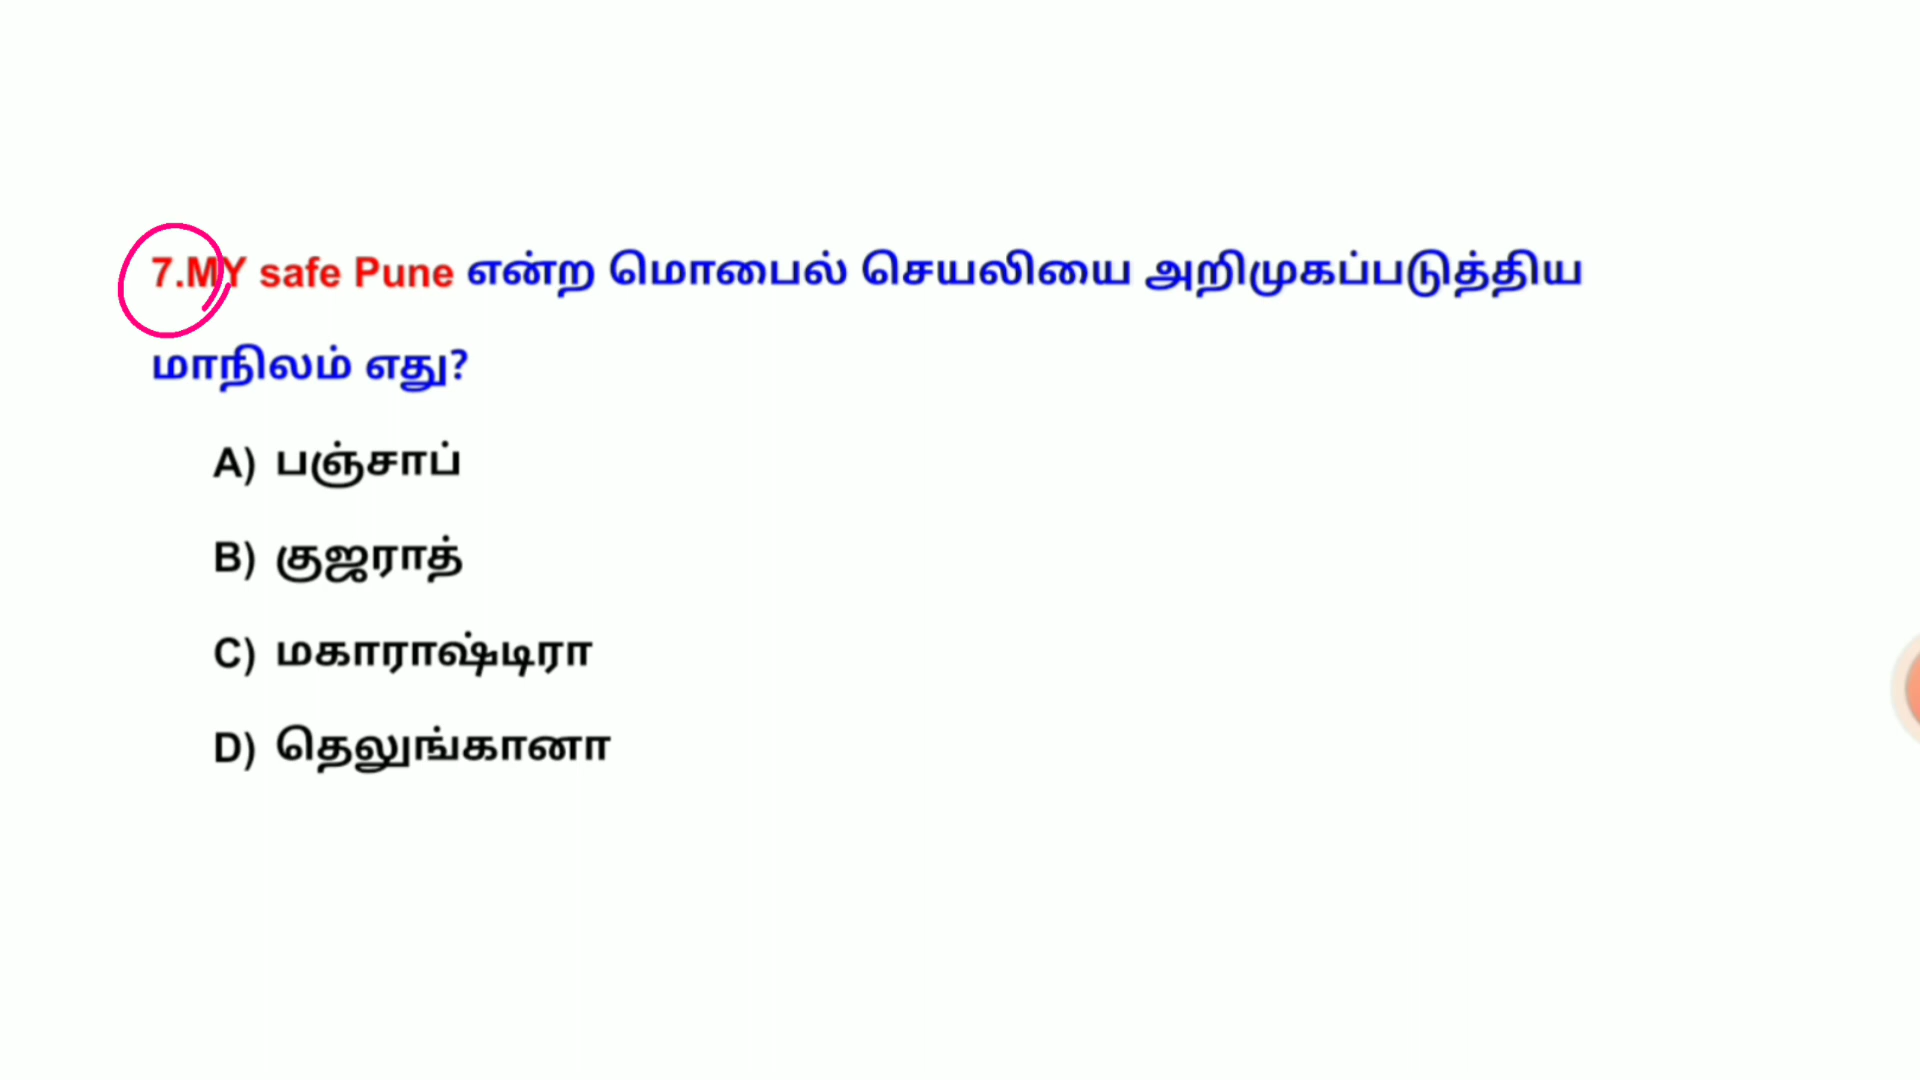 7.MY safe Pune என்ற மொபைல் செயலியை அறிமுகப்படுத்திய
மாநிலம் எது?
A) பஞ்சாப்
B) குஜராத்
C) மகாராஷ்டிரா
D) தெலுங்கானா